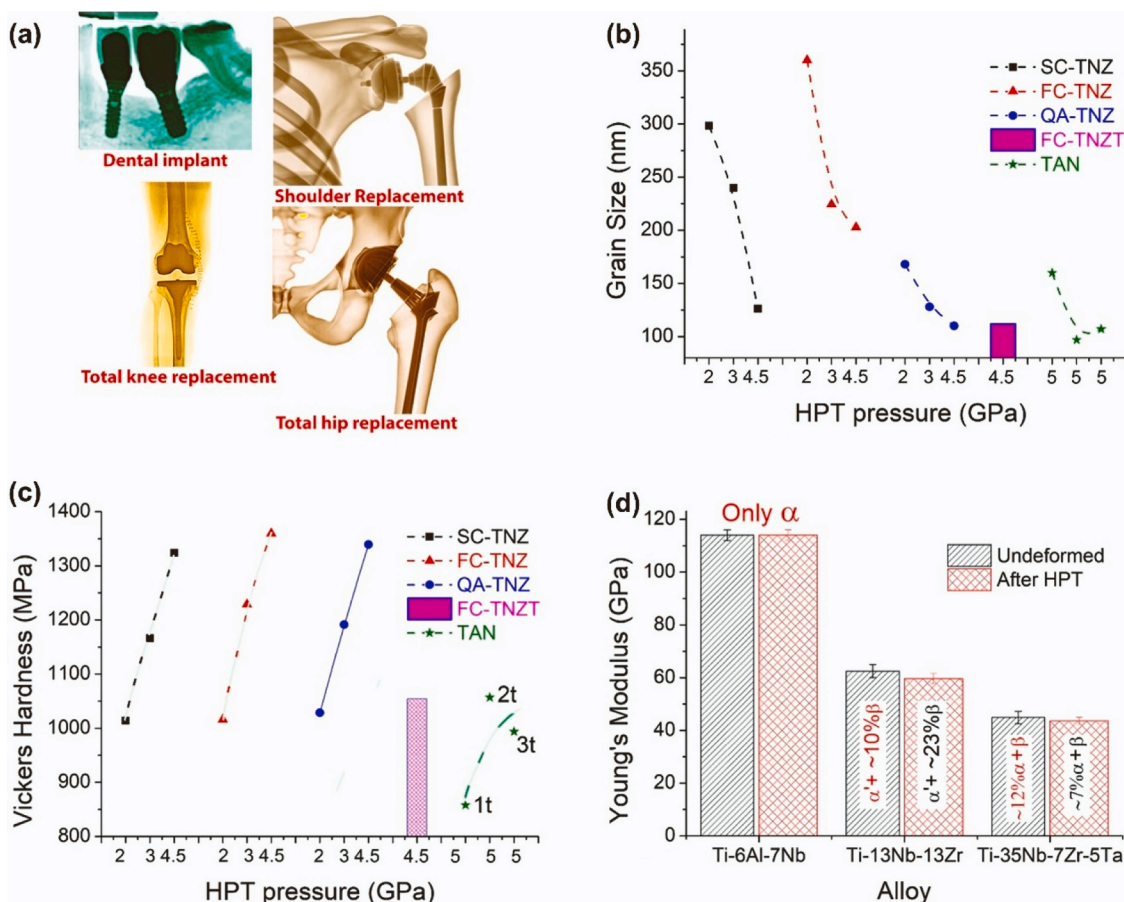 (a)
Dental implant
Shoulder Replacement
Total knee replacement
Total hip replacement
(b)
350
300
250
200
150
100
Grain Size (nm)
SC-TNZ
FC-TNZ
QA-TNZ
FC-TNZT
TAN
2 3 4.5 2 3 4.5 2 3 4.5 4.5 5 5 5
HPT pressure (GPa)
(c)
1400
1300
1200
1100
1000
900
800
Vickers Hardness (MPa)
SC-TNZ
FC-TNZ
QA-TNZ
FC-TNZT
TAN
2t
3t
1t
2 3 4.5 2 3 4.5 2 3 4.5 4.5 5 5 5
HPT pressure (GPa)
(d)
120
100
80
60
40
20
0
Young's Modulus (GPa)
Only α
Undeformed
After HPT
α'+ ~10%β
α'+ ~23%β
~12%α+β
~7%α+β
Ti-6Al-7Nb Ti-13Nb-13Zr Ti-35Nb-7Zr-5Ta
Alloy